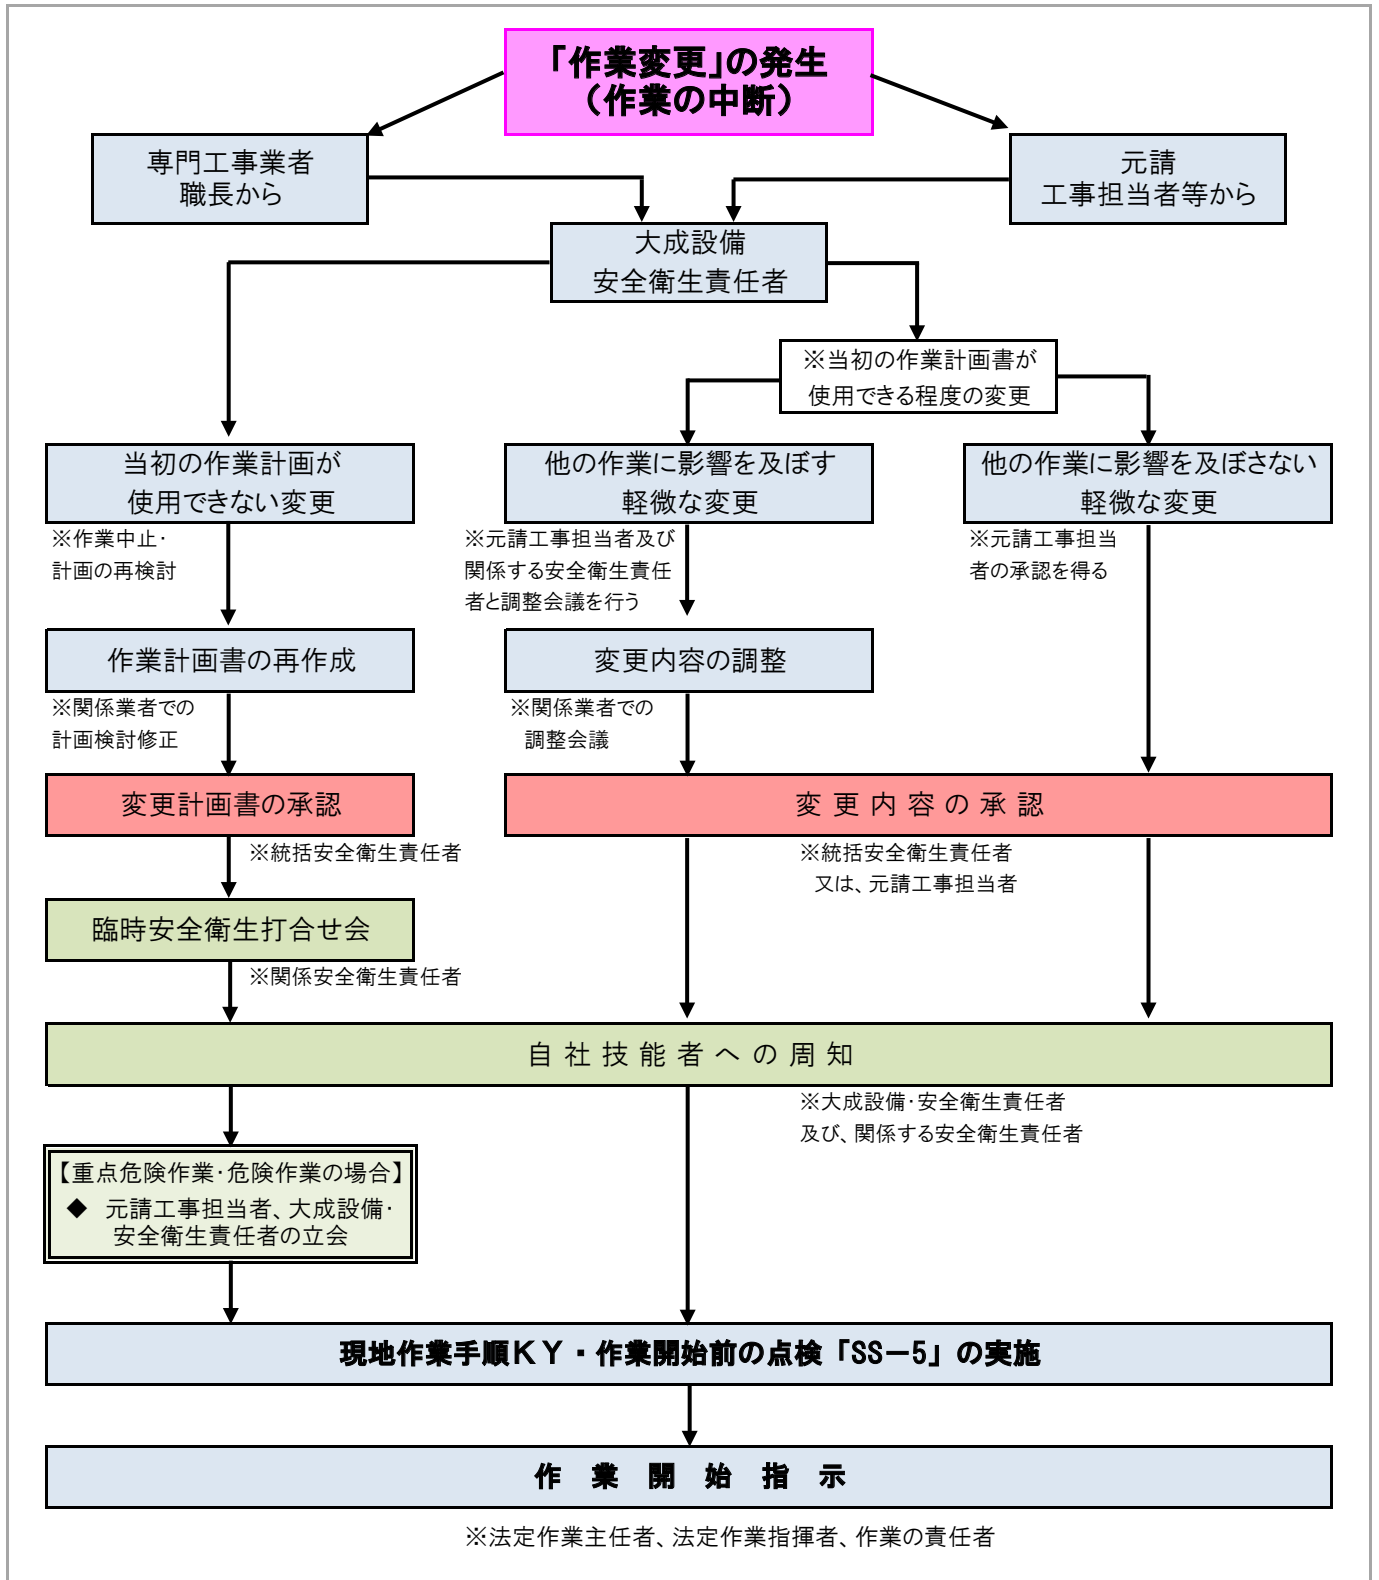 「作業変更」の発生
（作業の中断）
専門工事業者
職長から
元請
工事担当者等から
大成設備
安全衛生責任者
※当初の作業計画書が
使用できる程度の変更
当初の作業計画が
使用できない変更
他の作業に影響を及ぼす
軽微な変更
他の作業に影響を及ぼさない
軽微な変更
※作業中止・
計画の再検討
※元請工事担当者及び
関係する安全衛生責任
者と調整会議を行う
※元請工事担当
者の承認を得る
作業計画書の再作成
変更内容の調整
※関係業者での
計画検討修正
※関係業者での
調整会議
変更計画書の承認
変更内容の承認
※統括安全衛生責任者
※統括安全衛生責任者
又は、元請工事担当者
臨時安全衛生打合せ会
※関係安全衛生責任者
自社技能者への周知
※大成設備・安全衛生責任者
及び、関係する安全衛生責任者
【重点危険作業・危険作業の場合】
◆ 元請工事担当者、大成設備・
安全衛生責任者の立会
現地作業手順ＫＹ・作業開始前の点検「SS－5」の実施
作業開始指示
※法定作業主任者、法定作業指揮者、作業の責任者